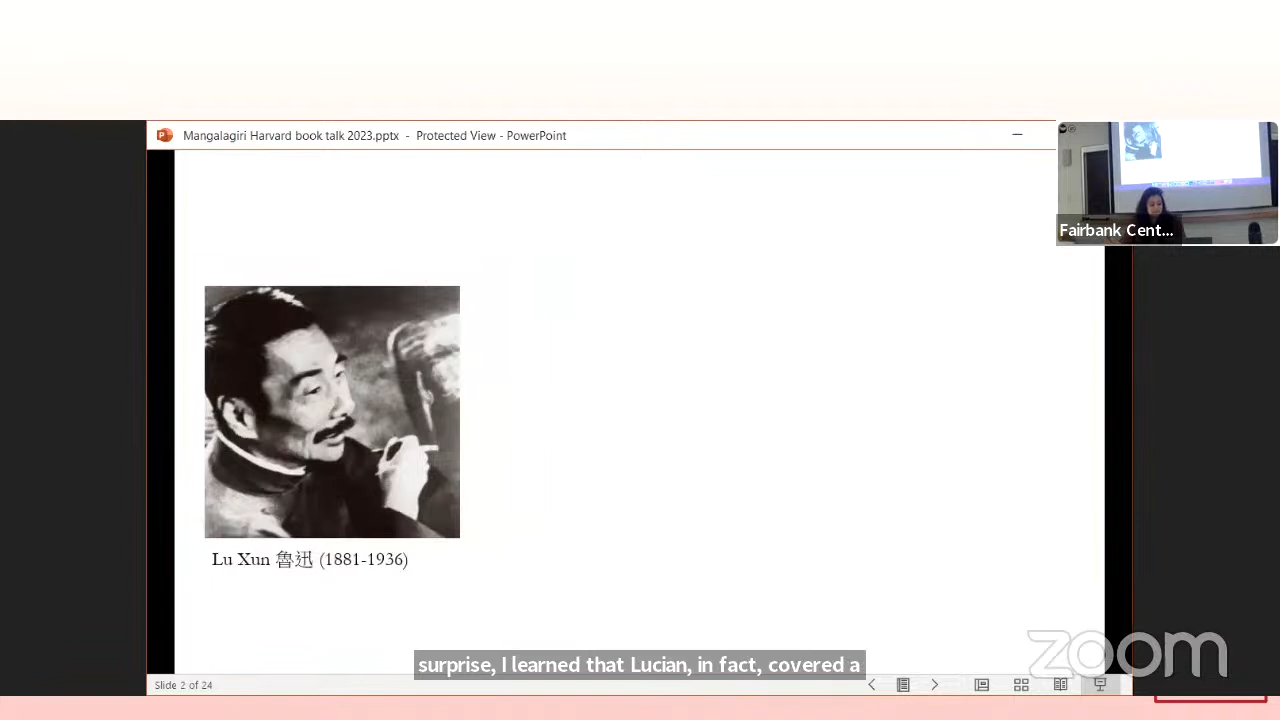 Mangalagiri Harvard book talk 2023.pptx - Protected View - PowerPoint
Fairbank Cent...
Lu Xun 魯迅 (1881-1936)
surprise, I learned that Lucian, in fact, covered a
Slide 2 of 24
zoom